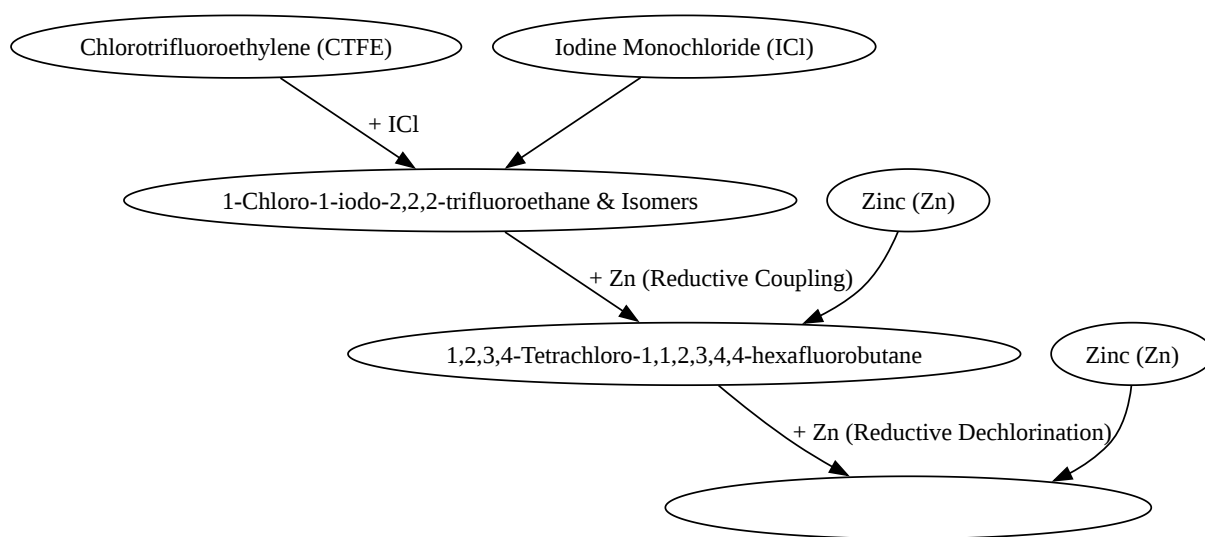 Chlorotrifluoroethylene (CTFE)
Iodine Monochloride (ICl)
+ ICl
1-Chloro-1-iodo-2,2,2-trifluoroethane & Isomers
Zinc (Zn)
+ Zn (Reductive Coupling)
1,2,3,4-Tetrachloro-1,1,2,3,4,4-hexafluorobutane
Zinc (Zn)
+ Zn (Reductive Dechlorination)